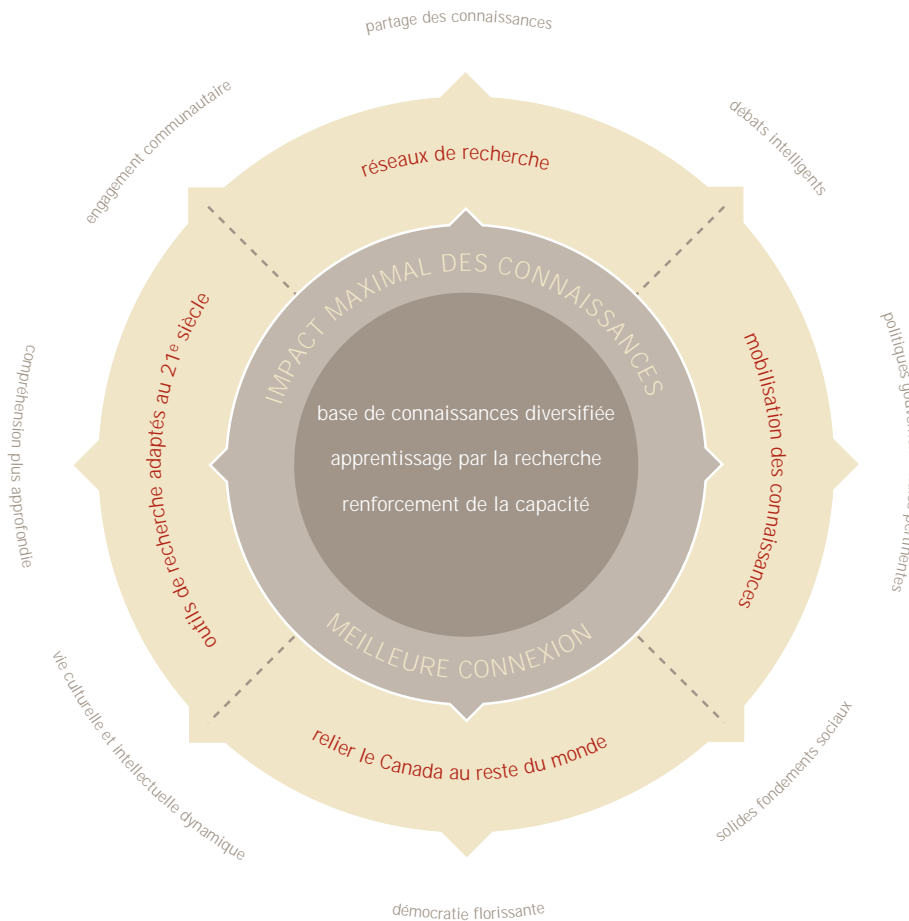 partage des connaissances
débats intelligents
politiques
pertinentes
solides fondements sociaux
démocratie florissante
vie culturelle et intellectuelle dynamique
compréhension plus approfondie
engagement communautaire
réseaux de recherche
mobilisation des connaissances
relier le Canada au reste du monde
outils de recherche adaptés au 21e siècle
IMPACT MAXIMAL DES CONNAISSANCES
MEILLEURE CONNEXION
base de connaissances diversifiée
apprentissage par la recherche
renforcement de la capacité